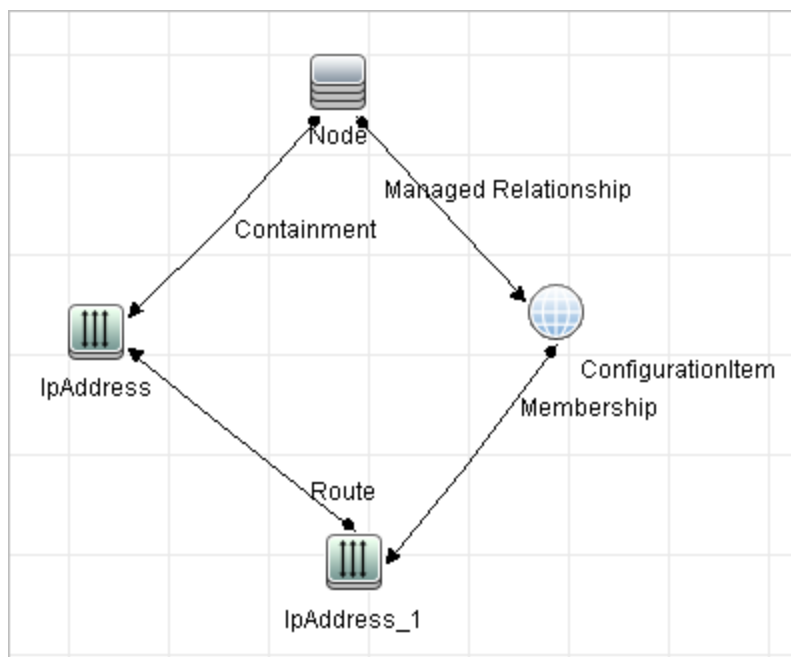 Node
Managed Relationship
Containment
ConfigurationItem
IpAddress
Membership
Route
IpAddress_1